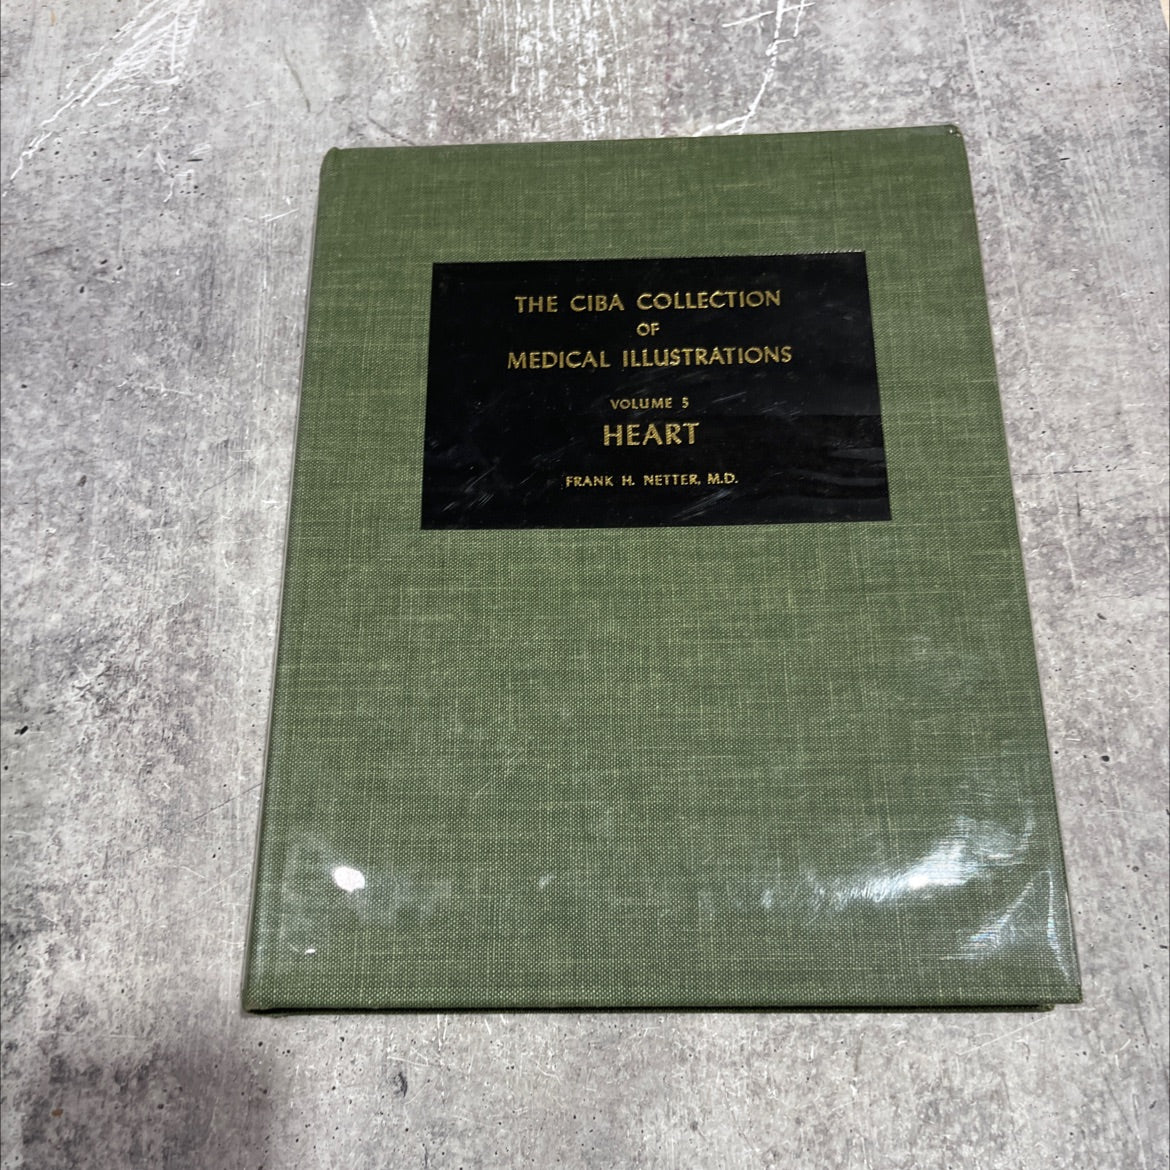 THE CIBA COLLECTION
OF
MEDICAL ILLUSTRATIONS
VOLUME 5
HEART
FRANK H. NETTER, M.D.